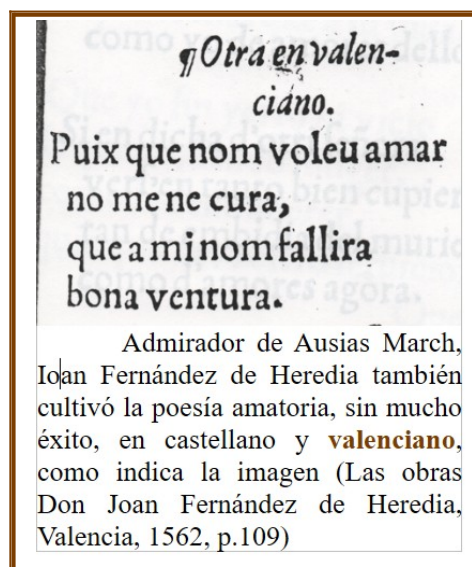 ¶Otra en valen-
ciano.
Puix que nom voleu amar
no me ne cura,
que a mi nom fallira
bona ventura.
Admirador de Ausias March,
Ioan Fernández de Heredia también
cultivó la poesía amatoria, sin mucho
éxito, en castellano y valenciano,
como indica la imagen (Las obras
Don Joan Fernández de Heredia,
Valencia, 1562, p.109)